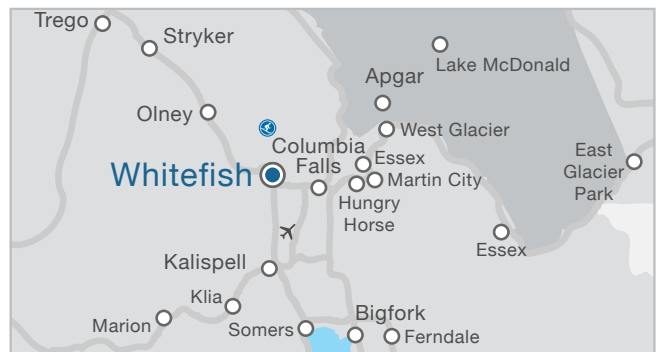 Trego
Stryker
Lake McDonald
Apgar
Olney
West Glacier
Columbia
Falls
Essex
East
Glacier
Park
Whitefish
Martin City
Hungry
Horse
Essex
Kalispell
Klia
Marion
Somers
Bigfork
Ferndale